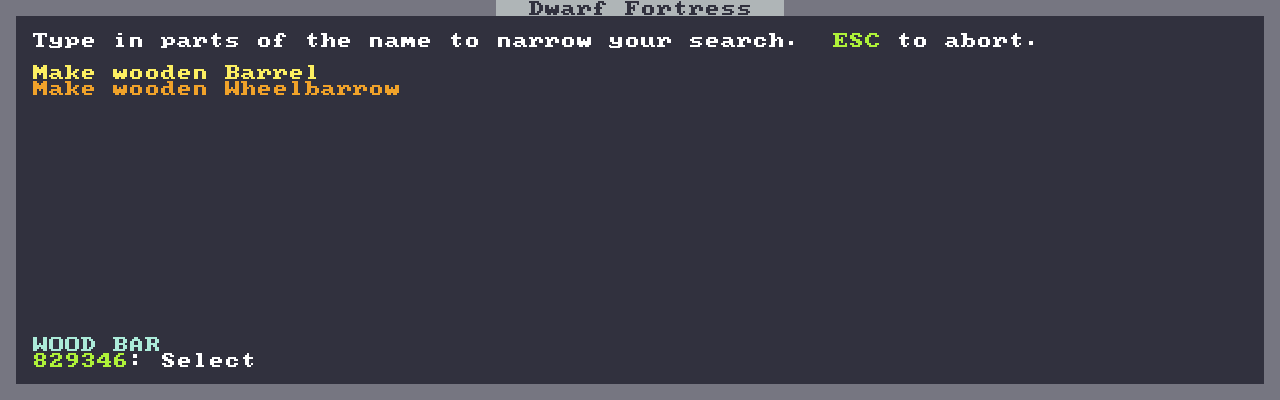 Dwarf Fortress
Type in parts of the name to narrow your search.  ESC to abort.
Make wooden Barrel
Make wooden Wheelbarrow
WOOD BAR
829346: Select